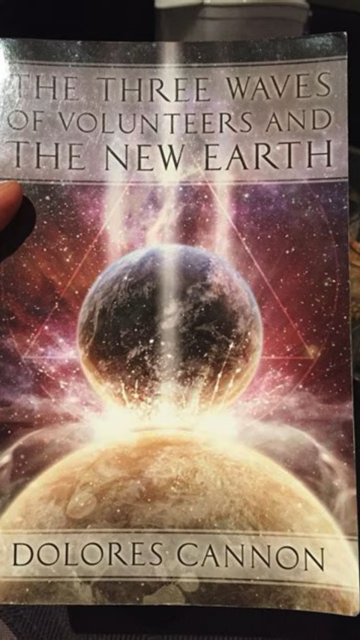 THE THREE WAVES
OF VOLUNTEERS AND
THE NEW EARTH
DOLORES CANNON